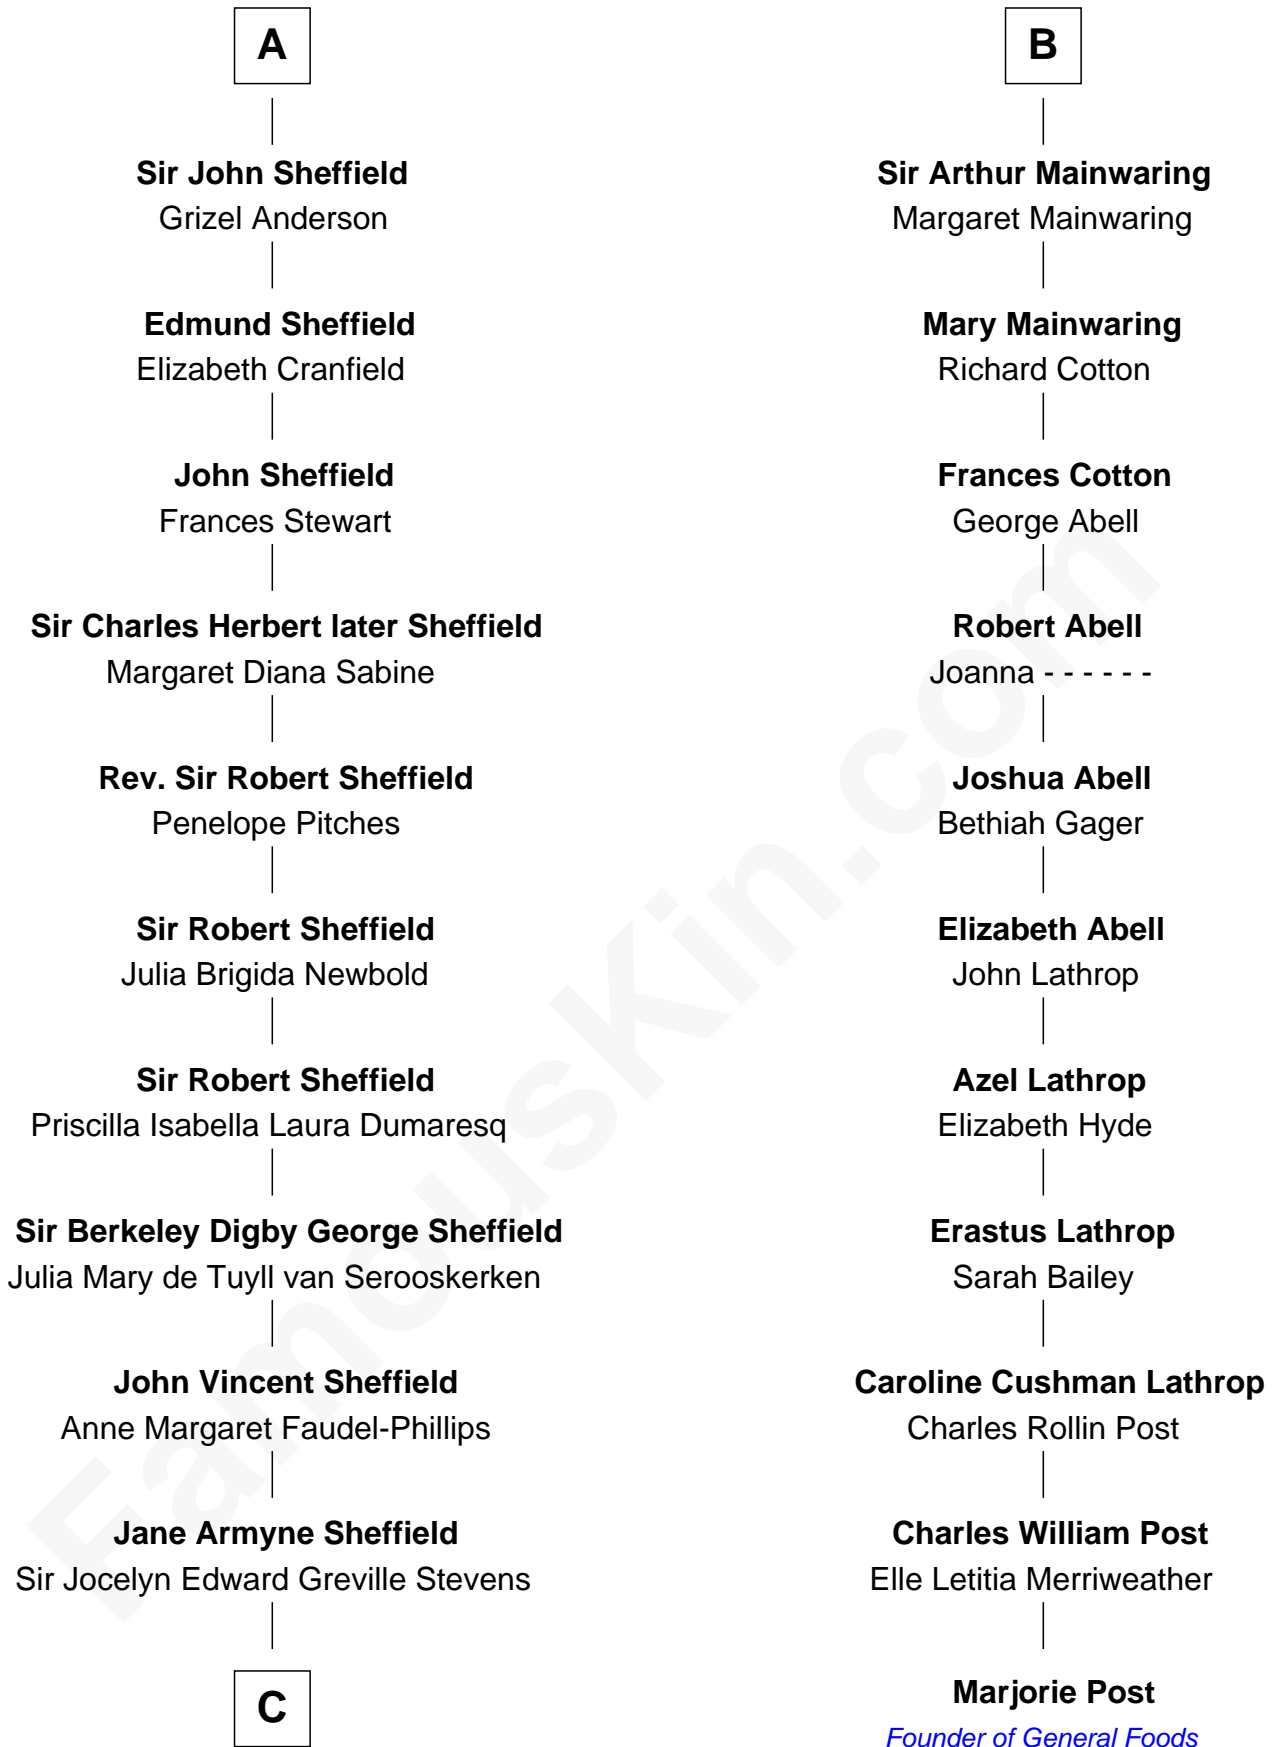 A
Sir John Sheffield
Grizel Anderson
Edmund Sheffield
Elizabeth Cranfield
John Sheffield
Frances Stewart
Sir Charles Herbert later Sheffield
Margaret Diana Sabine
Rev. Sir Robert Sheffield
Penelope Pitches
Sir Robert Sheffield
Julia Brigida Newbold
Sir Robert Sheffield
Priscilla Isabella Laura Dumaresq
Sir Berkeley Digby George Sheffield
Julia Mary de Tuyll van Serooskerken
John Vincent Sheffield
Anne Margaret Faudel-Phillips
Jane Armyne Sheffield
Sir Jocelyn Edward Greville Stevens
C
B
Sir Arthur Mainwaring
Margaret Mainwaring
Mary Mainwaring
Richard Cotton
Frances Cotton
George Abell
Robert Abell
Joanna - - - - - -
Joshua Abell
Bethiah Gager
Elizabeth Abell
John Lathrop
Azel Lathrop
Elizabeth Hyde
Erastus Lathrop
Sarah Bailey
Caroline Cushman Lathrop
Charles Rollin Post
Charles William Post
Elle Letitia Merriweather
Marjorie Post
Founder of General Foods
FamousKin.com